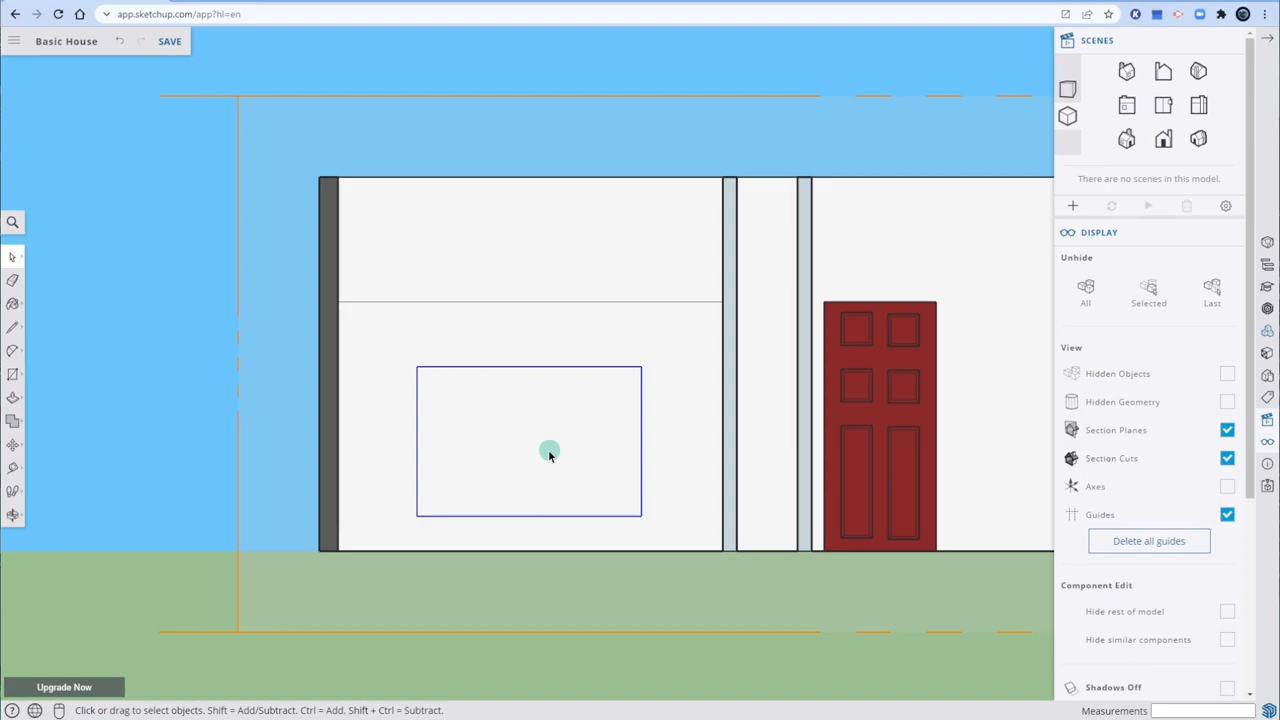 app.sketchup.com/app?hl=en
Basic House
SAVE
SCENES
There are no scenes in this model.
DISPLAY
Unhide
All
Selected
Last
View
Hidden Objects
Hidden Geometry
Section Planes
Section Cuts
Axes
Guides
Delete all guides
Component Edit
Hide rest of model
Hide similar components
Shadows Off
Upgrade Now
Click or drag to select objects. Shift = Add/Subtract. Ctrl = Add. Shift + Ctrl = Subtract.
Measurements